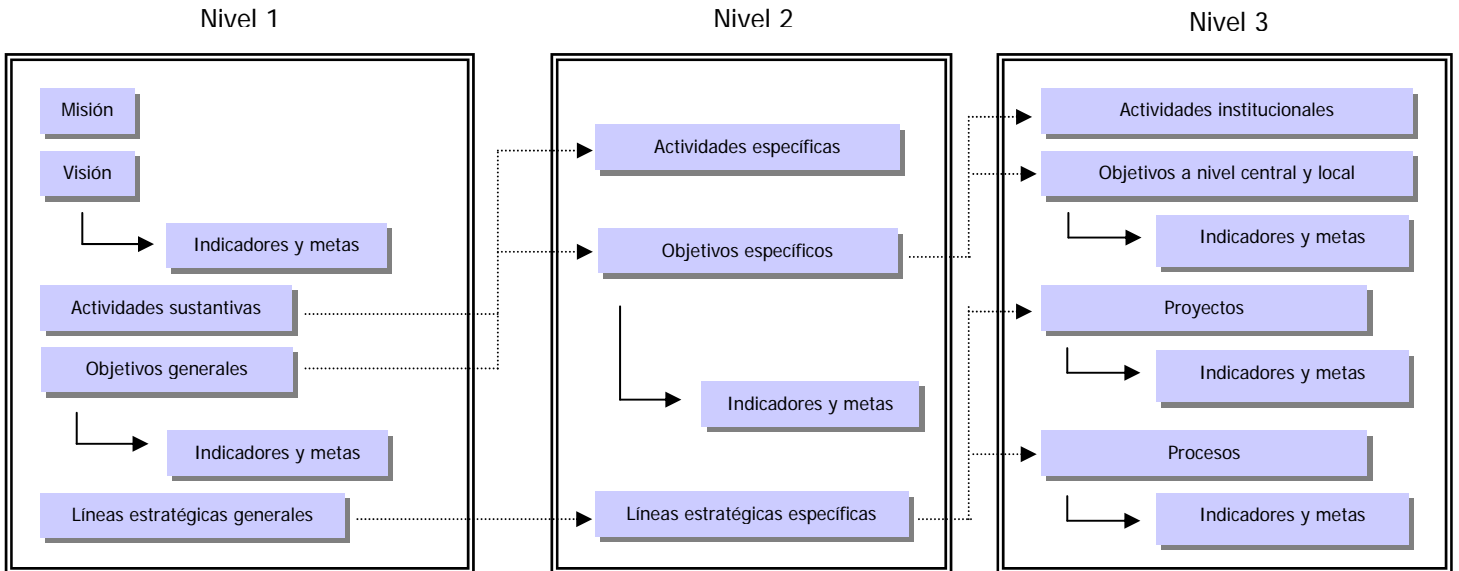 Nivel 1
Misión
Visión
Indicadores y metas
Actividades sustantivas
Objetivos generales
Indicadores y metas
Líneas estratégicas generales
Nivel 2
Actividades específicas
Objetivos específicos
Indicadores y metas
Líneas estratégicas específicas
Nivel 3
Actividades institucionales
Objetivos a nivel central y local
Indicadores y metas
Proyectos
Indicadores y metas
Procesos
Indicadores y metas